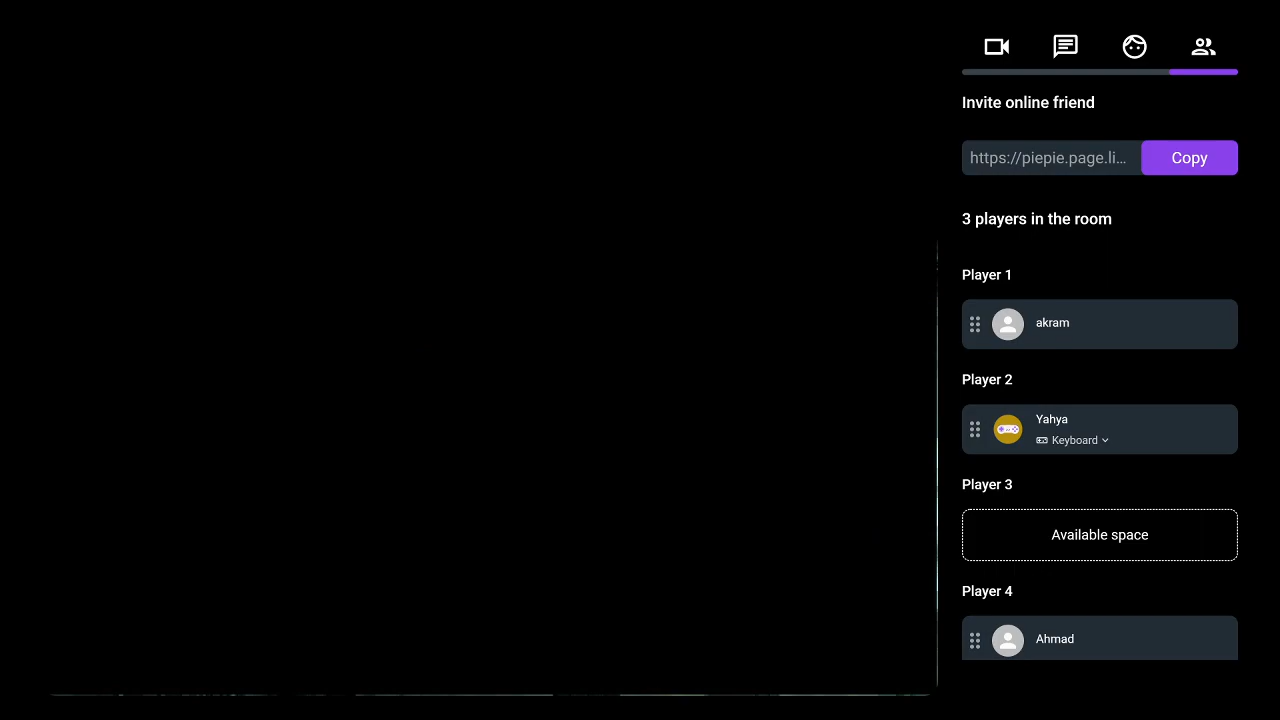 Invite online friend
https://piepie.page.li...
Copy
3 players in the room
Player 1
akram
Player 2
Yahya
Keyboard
Player 3
Available space
Player 4
Ahmad